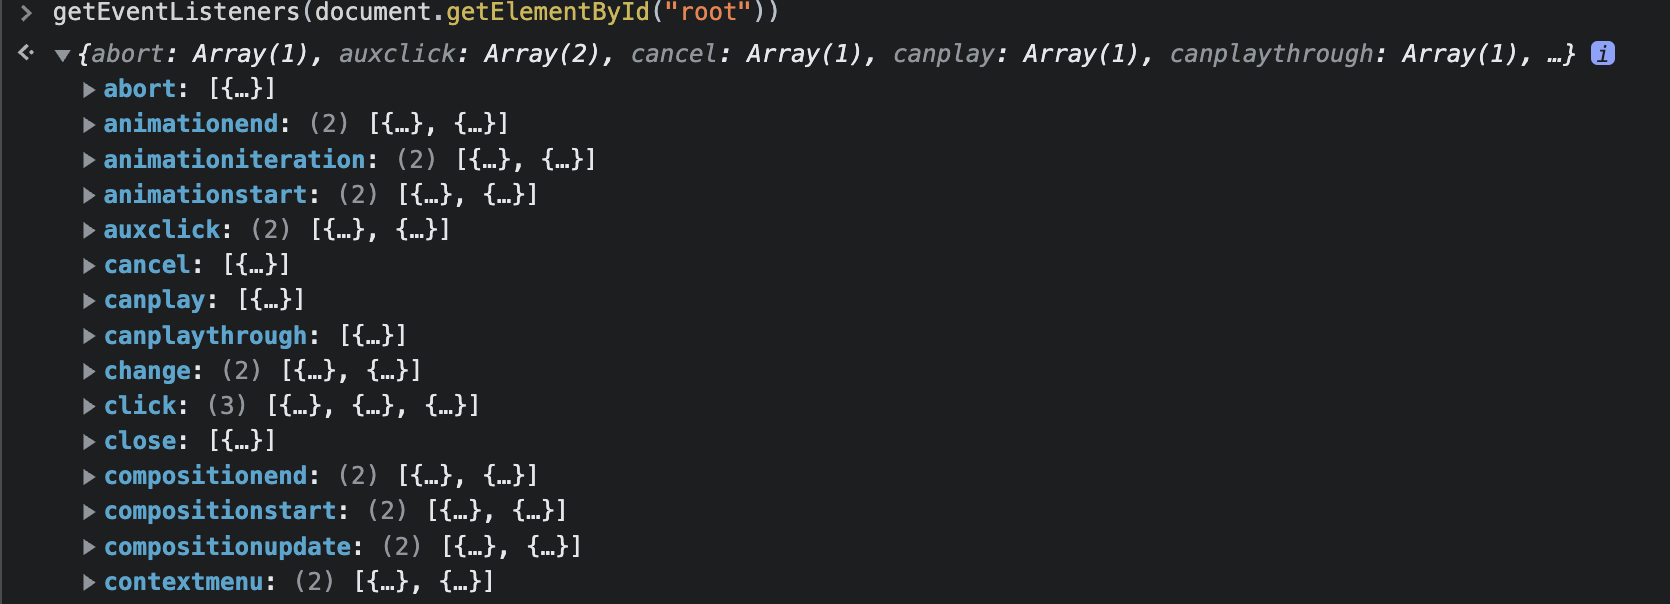 > getEventListeners(document.getElementById("root"))
<· ▼{abort: Array(1), auxclick: Array(2), cancel: Array(1), canplay: Array(1), canplaythrough: Array(1), …} i
▶abort: [{…}]
▶animationend: (2) [{…}, {…}]
▶animationiteration: (2) [{…}, {…}]
▶animationstart: (2) [{…}, {…}]
▶auxclick: (2) [{…}, {…}]
▶cancel: [{…}]
▶canplay: [{…}]
▶canplaythrough: [{…}]
▶change: (2) [{…}, {…}]
▶click: (3) [{…}, {…}, {…}]
▶close: [{…}]
▶compositionend: (2) [{…}, {…}]
▶compositionstart: (2) [{…}, {…}]
▶compositionupdate: (2) [{…}, {…}]
▶contextmenu: (2) [{…}, {…}]